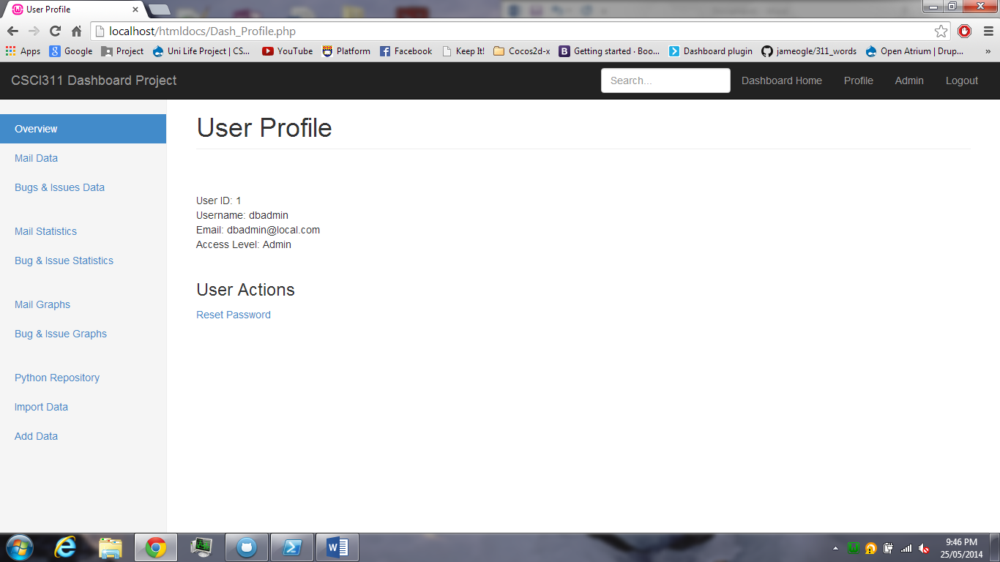 User Profile
localhost/htmldocs/Dash_Profile.php
Apps Google Project Uni Life Project | CS... YouTube Platform Facebook Keep It! Cocos2d-x Getting started · Boo... Dashboard plugin jameogle/311_words Open Atrium | Drup... »
CSCI311 Dashboard Project Search... Dashboard Home Profile Admin Logout
Overview
Mail Data
Bugs & Issues Data
Mail Statistics
Bug & Issue Statistics
Mail Graphs
Bug & Issue Graphs
Python Repository
Import Data
Add Data
User Profile
User ID: 1
Username: dbadmin
Email: dbadmin@local.com
Access Level: Admin
User Actions
Reset Password
9:46 PM
25/05/2014